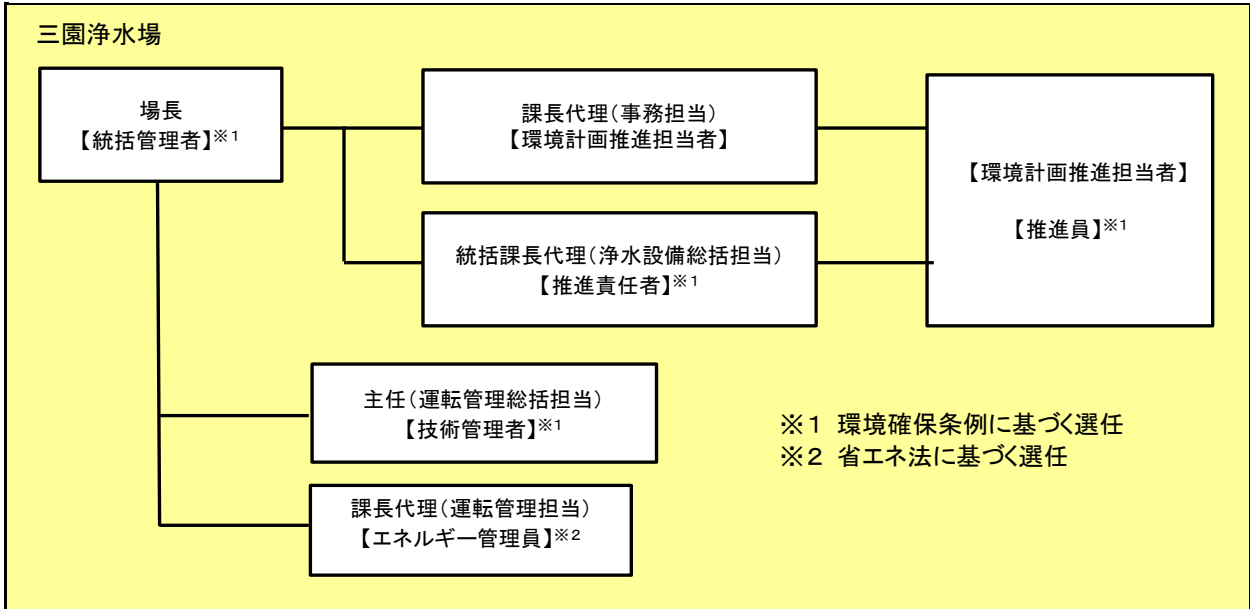 三園浄水場
場長
【統括管理者】※1
課長代理(事務担当)
【環境計画推進担当者】
統括課長代理(浄水設備総括担当)
【推進責任者】※1
【環境計画推進担当者】
【推進員】※1
主任(運転管理総括担当)
【技術管理者】※1
課長代理(運転管理担当)
【エネルギー管理員】※2
※1 環境確保条例に基づく選任
※2 省エネ法に基づく選任